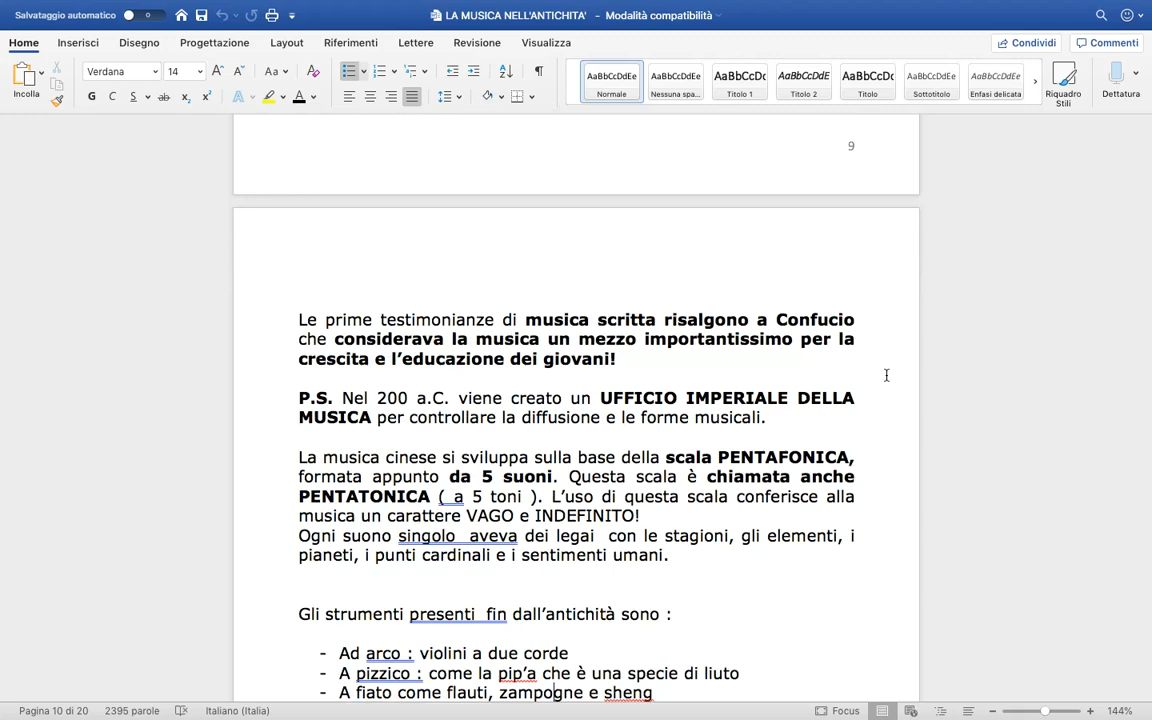 Salvataggio automatico LA MUSICA NELL'ANTICHITA' - Modalità compatibilità
Home Inserisci Disegno Progettazione Layout Riferimenti Lettere Revisione Visualizza Condividi Commenti
Incolla Verdana 14 A^ A˅ Aa A
G C S ab x₂ x² A A
AaBbCcDdEe AaBbCcDdEe AaBbCcDc AaBbCcDdE AaBbCcDc AaBbCcDdEe AaBbCcDdEe
Normale Nessuna spa... Titolo 1 Titolo 2 Titolo Sottotitolo Enfasi delicata Riquadro Stili Dettatura
9
Le prime testimonianze di musica scritta risalgono a Confucio
che considerava la musica un mezzo importantissimo per la
crescita e l'educazione dei giovani!
P.S. Nel 200 a.C. viene creato un UFFICIO IMPERIALE DELLA
MUSICA per controllare la diffusione e le forme musicali.
La musica cinese si sviluppa sulla base della scala PENTAFONICA,
formata appunto da 5 suoni. Questa scala è chiamata anche
PENTATONICA ( a 5 toni ). L'uso di questa scala conferisce alla
musica un carattere VAGO e INDEFINITO!
Ogni suono singolo  aveva dei legai  con le stagioni, gli elementi, i
pianeti, i punti cardinali e i sentimenti umani.
Gli strumenti presenti  fin dall'antichità sono :
- Ad arco : violini a due corde
- A pizzico : come la pip'a che è una specie di liuto
- A fiato come flauti, zampogne e sheng
Pagina 10 di 20 2395 parole Italiano (Italia) Focus 144%